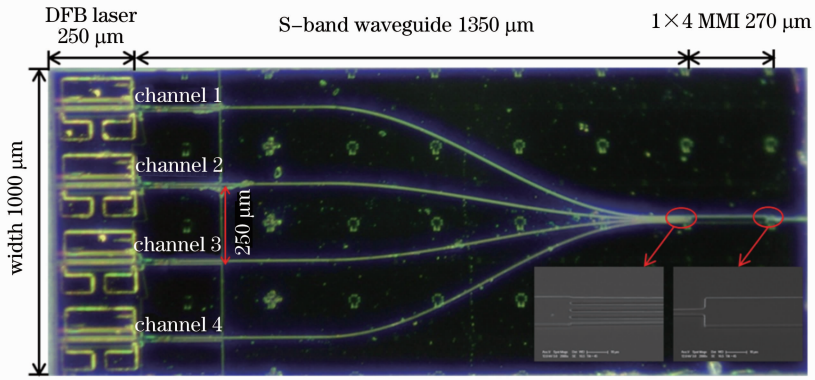 DFB laser
250 μm
S-band waveguide 1350 μm
1×4 MMI 270 μm
width 1000 μm
channel 1
channel 2
250 μm
channel 3
channel 4